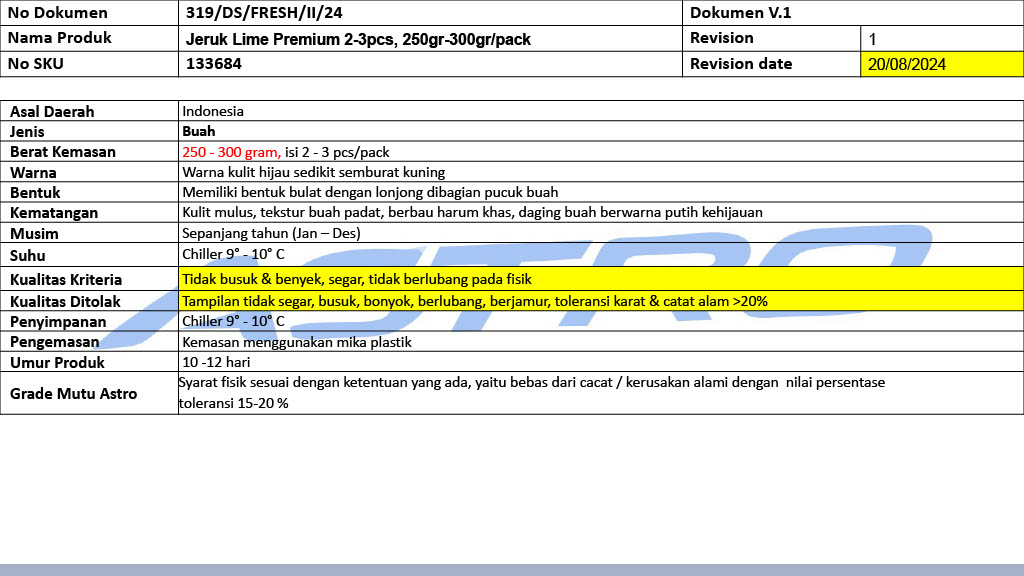 No Dokumen 319/DS/FRESH/II/24 Dokumen V.1
Nama Produk Jeruk Lime Premium 2-3pcs, 250gr-300gr/pack Revision 1
No SKU 133684 Revision date 20/08/2024
Asal Daerah Indonesia
Jenis Buah
Berat Kemasan 250 - 300 gram, isi 2 - 3 pcs/pack
Warna Warna kulit hijau sedikit semburat kuning
Bentuk Memiliki bentuk bulat dengan lonjong dibagian pucuk buah
Kematangan Kulit mulus, tekstur buah padat, berbau harum khas, daging buah berwarna putih kehijauan
Musim Sepanjang tahun (Jan – Des)
Suhu Chiller 9° - 10° C
Kualitas Kriteria Tidak busuk & benyek, segar, tidak berlubang pada fisik
Kualitas Ditolak Tampilan tidak segar, busuk, bonyok, berlubang, berjamur, toleransi karat & catat alam >20%
Penyimpanan Chiller 9° - 10° C
Pengemasan Kemasan menggunakan mika plastik
Umur Produk 10 -12 hari
Grade Mutu Astro Syarat fisik sesuai dengan ketentuan yang ada, yaitu bebas dari cacat / kerusakan alami dengan  nilai persentase
toleransi 15-20 %
ASTRO